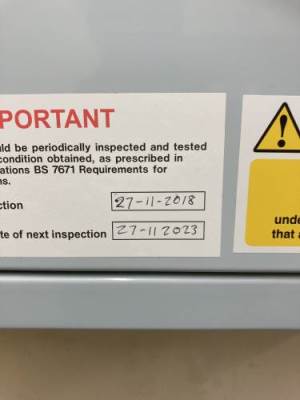 PORTANT
uld be periodically inspected and tested
condition obtained, as prescribed in
ations BS 7671 Requirements for
ns.
ction 27-11-2018
te of next inspection 27-11 2023
unde
that a